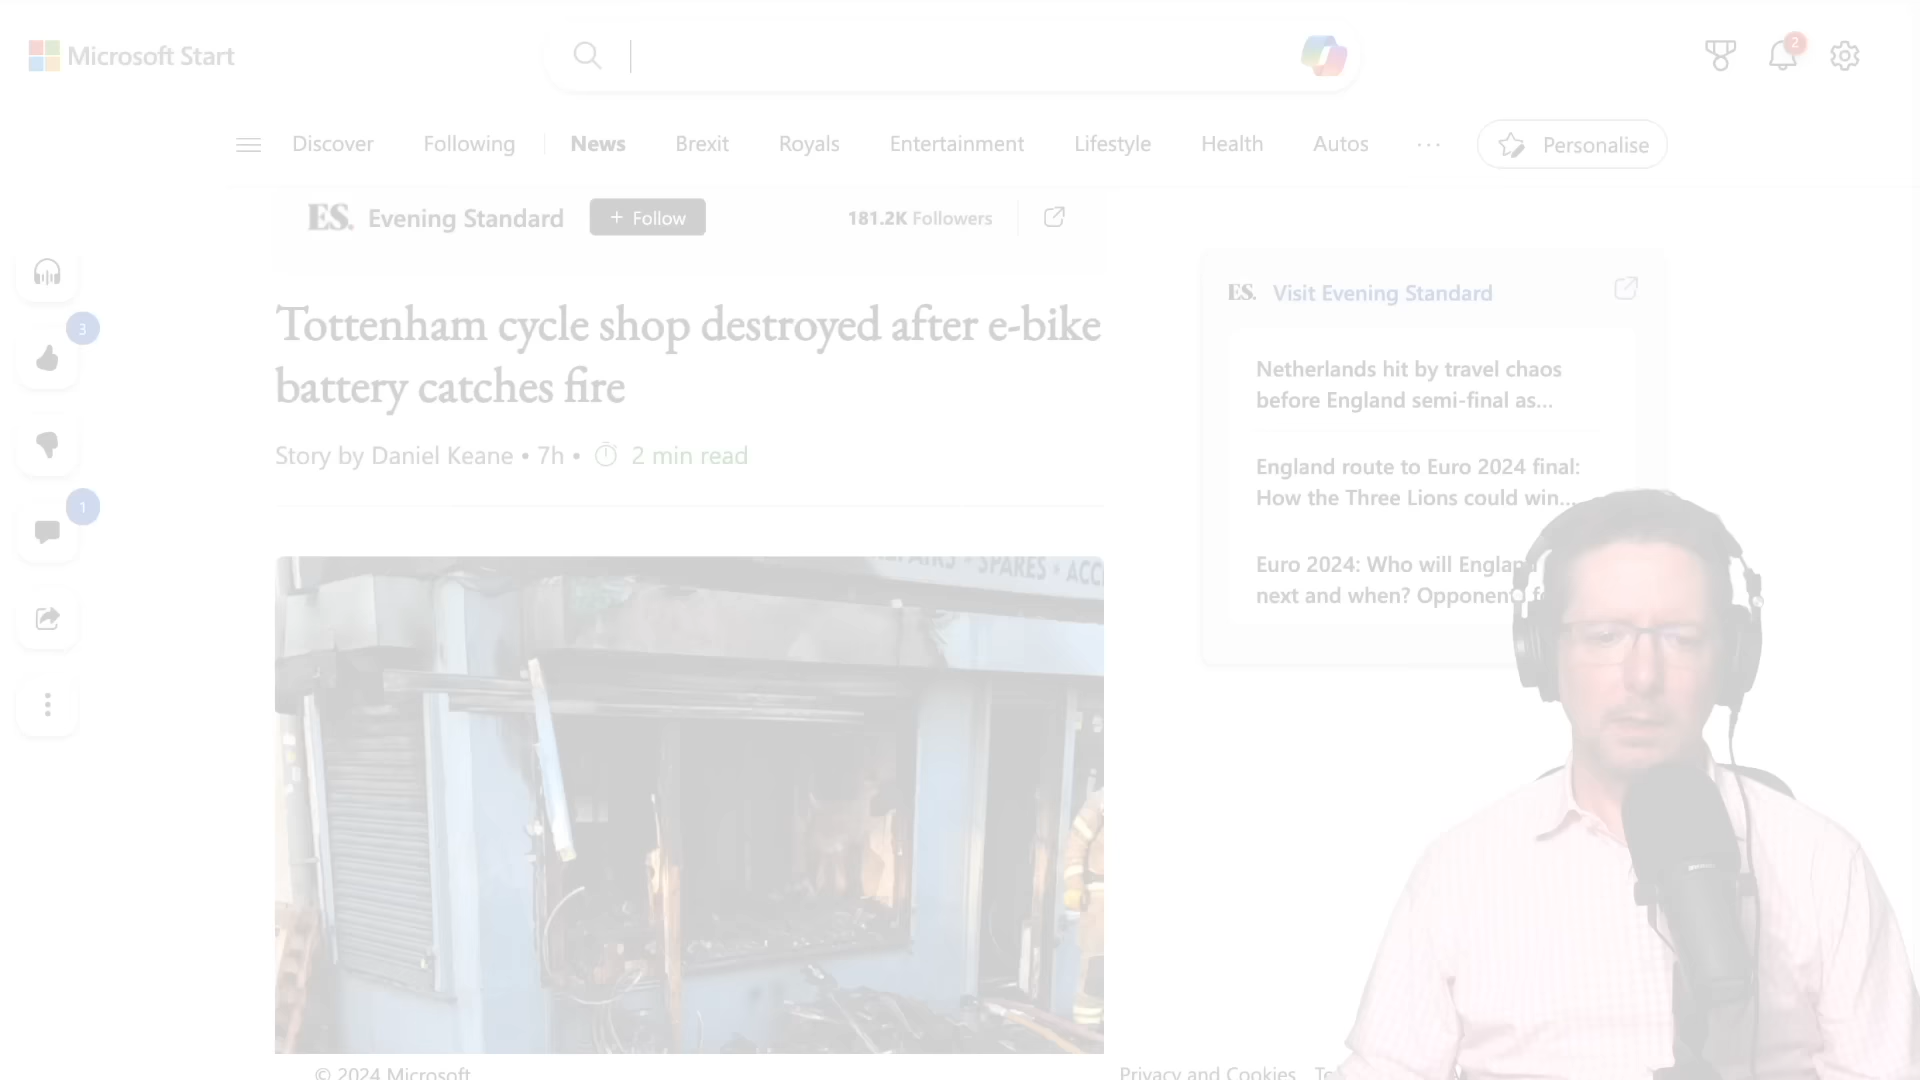 Microsoft Start
2
Discover
Following
News
Brexit
Royals
Entertainment
Lifestyle
Health
Autos
Personalise
ES.
Evening Standard
+ Follow
181.2K Followers
3
1
Tottenham cycle shop destroyed after e-bike
battery catches fire
Story by Daniel Keane • 7h •
2 min read
ES.
Visit Evening Standard
Netherlands hit by travel chaos
before England semi-final as...
England route to Euro 2024 final:
How the Three Lions could win...
Euro 2024: Who will England
next and when? Opponent
SPARES
© 2024 Microsoft
Privacy and Cookies